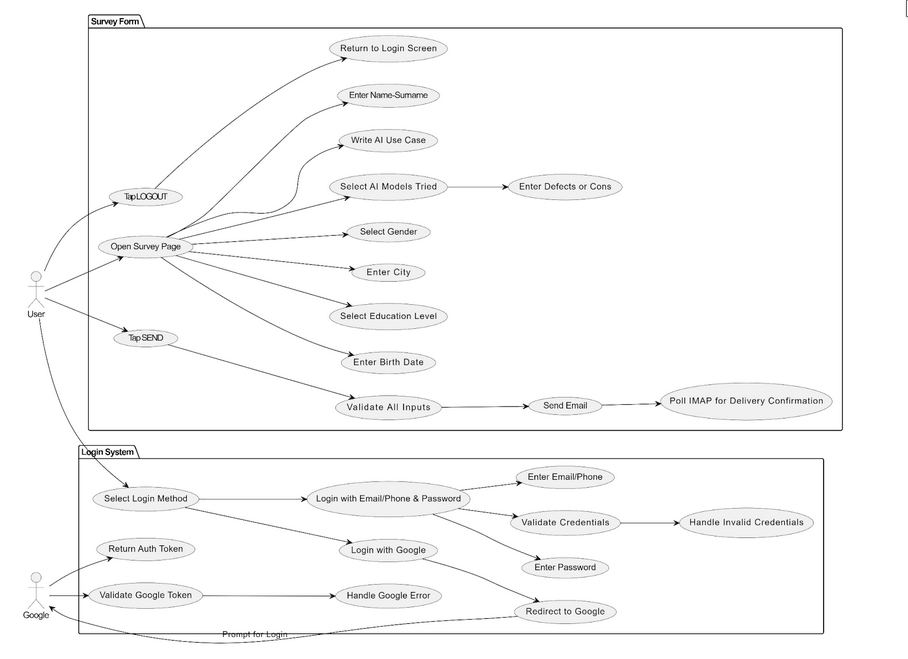 Survey Form
Return to Login Screen
Enter Name-Surname
Write AI Use Case
Select AI Models Tried
Enter Defects or Cons
Tap LOGOUT
Select Gender
Open Survey Page
Enter City
User
Select Education Level
Tap SEND
Enter Birth Date
Validate All Inputs
Send Email
Poll IMAP for Delivery Confirmation
Login System
Enter Email/Phone
Select Login Method
Login with Email/Phone & Password
Validate Credentials
Handle Invalid Credentials
Return Auth Token
Login with Google
Enter Password
Validate Google Token
Handle Google Error
Google
Redirect to Google
Prompt for Login